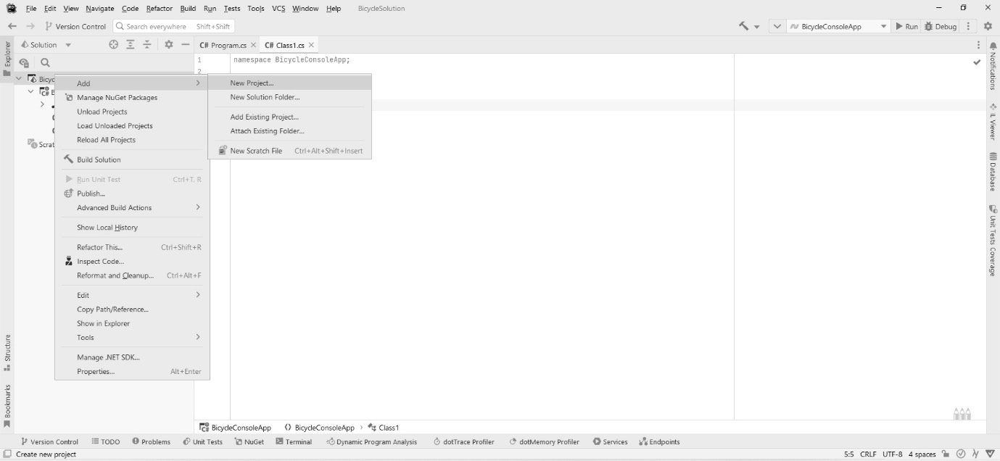 File Edit View Navigate Code Refactor Build Run Tests Tools VCS Window Help BicycleSolution
Version Control Search everywhere Shift+Shift BicycleConsoleApp Run Debug
Explorer
Solution
C# Program.cs C# Class1.cs
1 namespace BicycleConsoleApp;
2
Bicyc
B
C#
Scrat
Add
Manage NuGet Packages
Unload Projects
Load Unloaded Projects
Reload All Projects
Build Solution
Run Unit Test Ctrl+T, R
Publish...
Advanced Build Actions
Show Local History
Refactor This... Ctrl+Shift+R
Inspect Code...
Reformat and Cleanup... Ctrl+Alt+F
Edit
Copy Path/Reference...
Show in Explorer
Tools
Manage .NET SDK...
Properties... Alt+Enter
New Project...
New Solution Folder...
Add Existing Project...
Attach Existing Folder...
New Scratch File Ctrl+Alt+Shift+Insert
Notifications
IL Viewer
Database
Unit Tests Coverage
Structure
Bookmarks
C# BicycleConsoleApp BicycleConsoleApp Class1
Version Control TODO Problems Unit Tests NuGet Terminal Dynamic Program Analysis dotTrace Profiler dotMemory Profiler Services Endpoints
Create new project 5:5 CRLF UTF-8 4 spaces